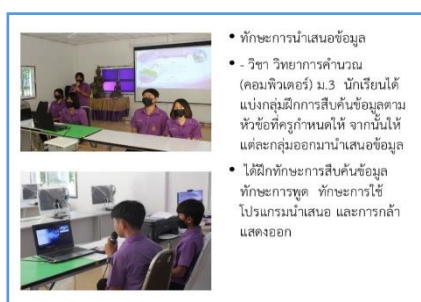 • ทักษะการนำเสนอข้อมูล
• - วิชา วิทยาการคำนวณ
(คอมพิวเตอร์) ม.3 นักเรียนได้
แบ่งกลุ่มฝึกการสืบค้นข้อมูลตาม
หัวข้อที่ครูกำหนดให้ จากนั้นให้
แต่ละกลุ่มออกมานำเสนอข้อมูล
• ได้ฝึกทักษะการสืบค้นข้อมูล
ทักษะการพูด ทักษะการใช้
โปรแกรมนำเสนอ และการกล้า
แสดงออก